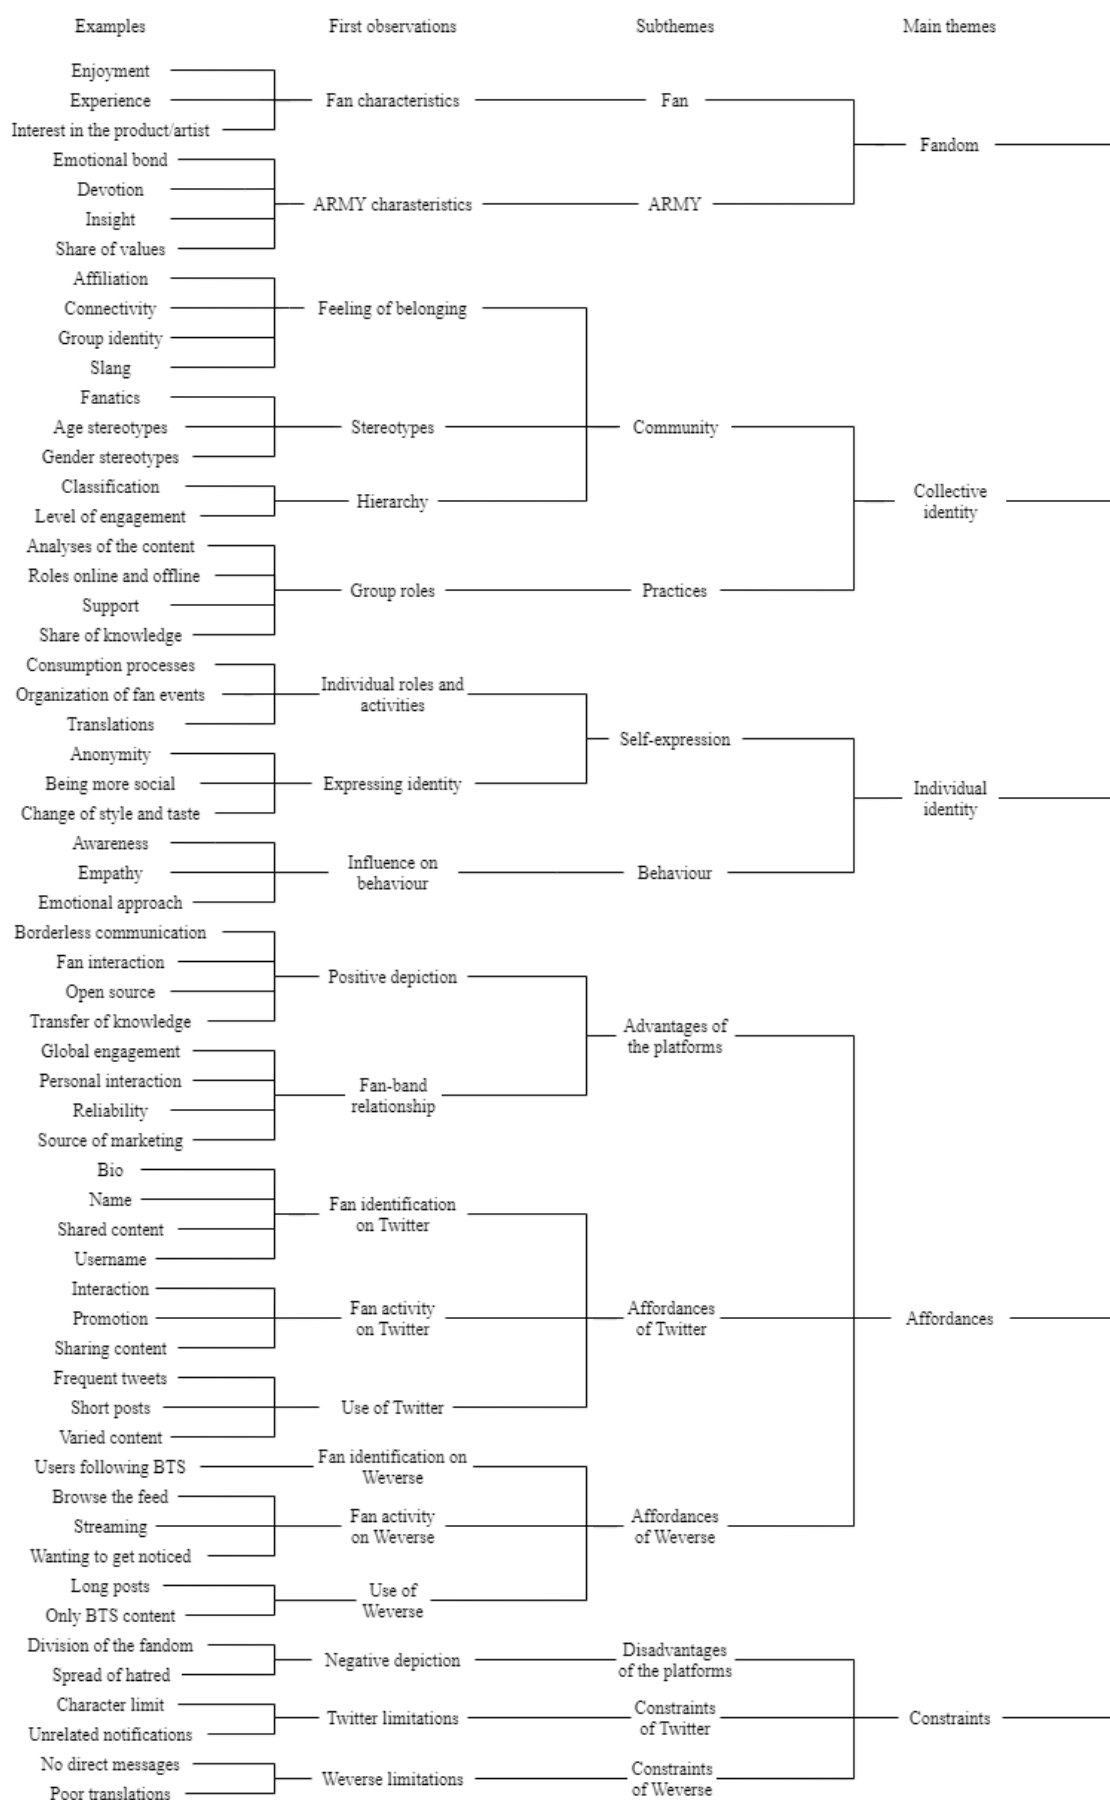 Examples First observations Subthemes Main themes
Enjoyment
Experience Fan characteristics Fan
Interest in the product/artist
Fandom
Emotional bond
Devotion
ARMY charasteristics ARMY
Insight
Share of values
Affiliation
Connectivity Feeling of belonging
Group identity
Slang
Fanatics
Age stereotypes Stereotypes Community
Gender stereotypes
Classification
Hierarchy
Collective
identity
Level of engagement
Analyses of the content
Roles online and offline
Group roles Practices
Support
Share of knowledge
Consumption processes
Organization of fan events
Individual roles and
activities
Translations
Self-expression
Anonymity
Being more social Expressing identity
Individual
identity
Change of style and taste
Awareness
Empathy
Influence on
behaviour
Behaviour
Emotional approach
Borderless communication
Fan interaction
Positive depiction
Open source
Transfer of knowledge
Advantages of
the platforms
Global engagement
Personal interaction
Fan-band
relationship
Reliability
Source of marketing
Bio
Name
Fan identification
on Twitter
Shared content
Username
Interaction
Promotion
Fan activity
on Twitter
Affordances
of Twitter
Affordances
Sharing content
Frequent tweets
Short posts Use of Twitter
Varied content
Users following BTS
Fan identification on
Weverse
Browse the feed
Streaming
Fan activity
on Weverse
Affordances
of Weverse
Wanting to get noticed
Long posts
Use of
Weverse
Only BTS content
Division of the fandom
Negative depiction
Disadvantages
of the platforms
Spread of hatred
Character limit
Twitter limitations
Constraints
of Twitter
Constraints
Unrelated notifications
No direct messages
Weverse limitations
Constraints
of Weverse
Poor translations